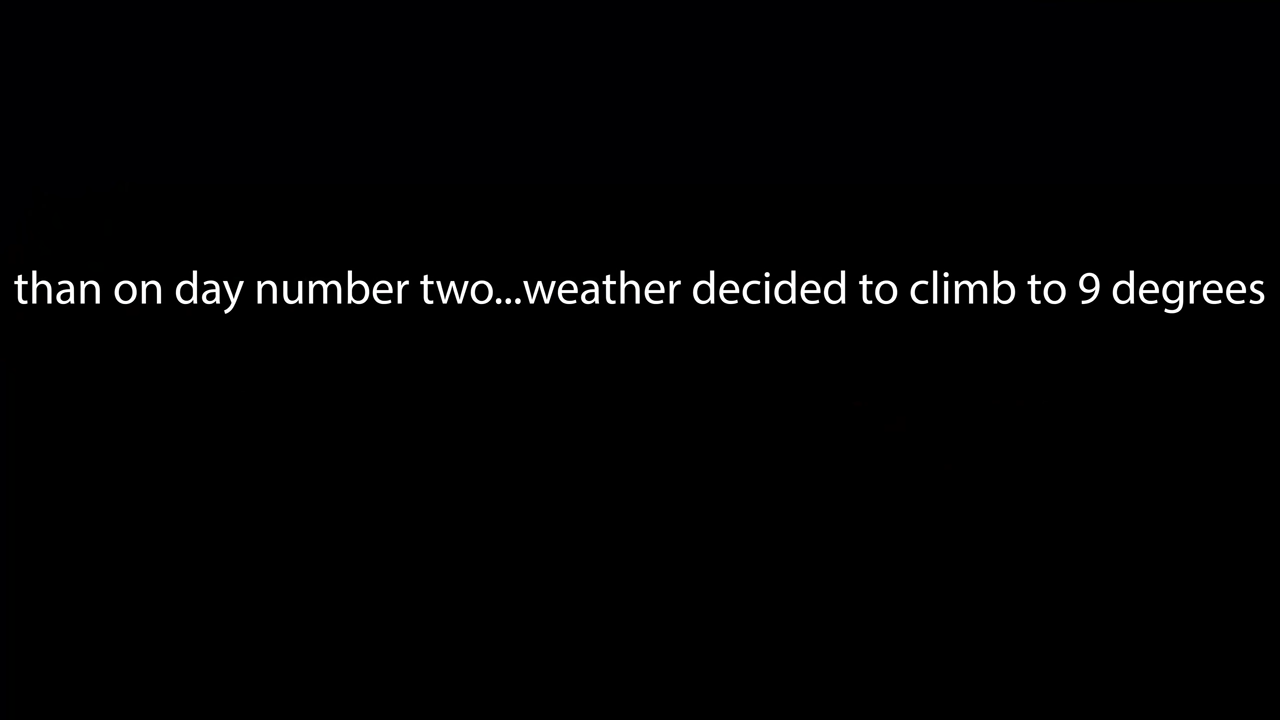 than on day number two...weather decided to climb to 9 degrees